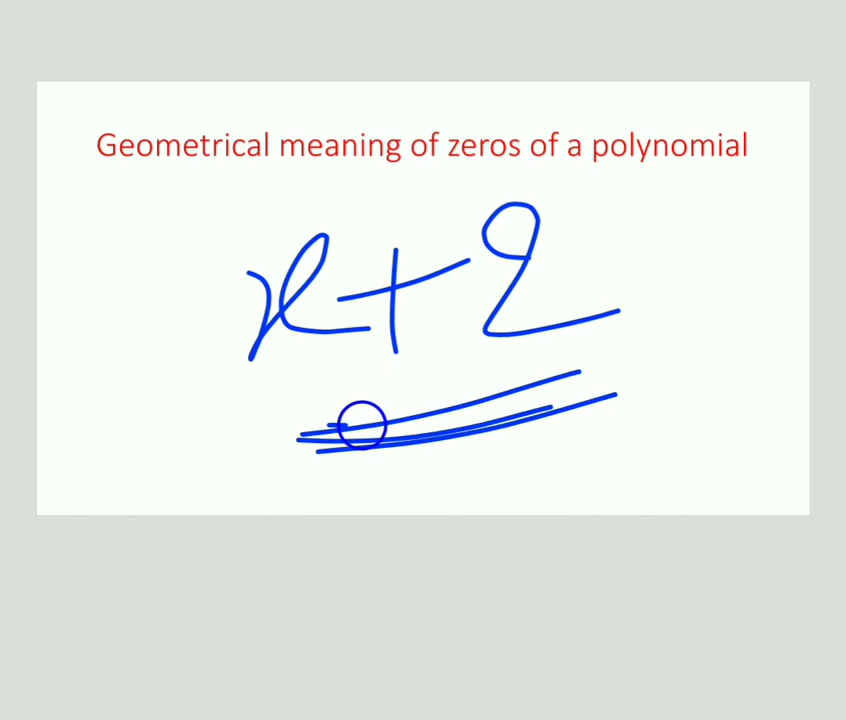 Geometrical meaning of zeros of a polynomial
x+2